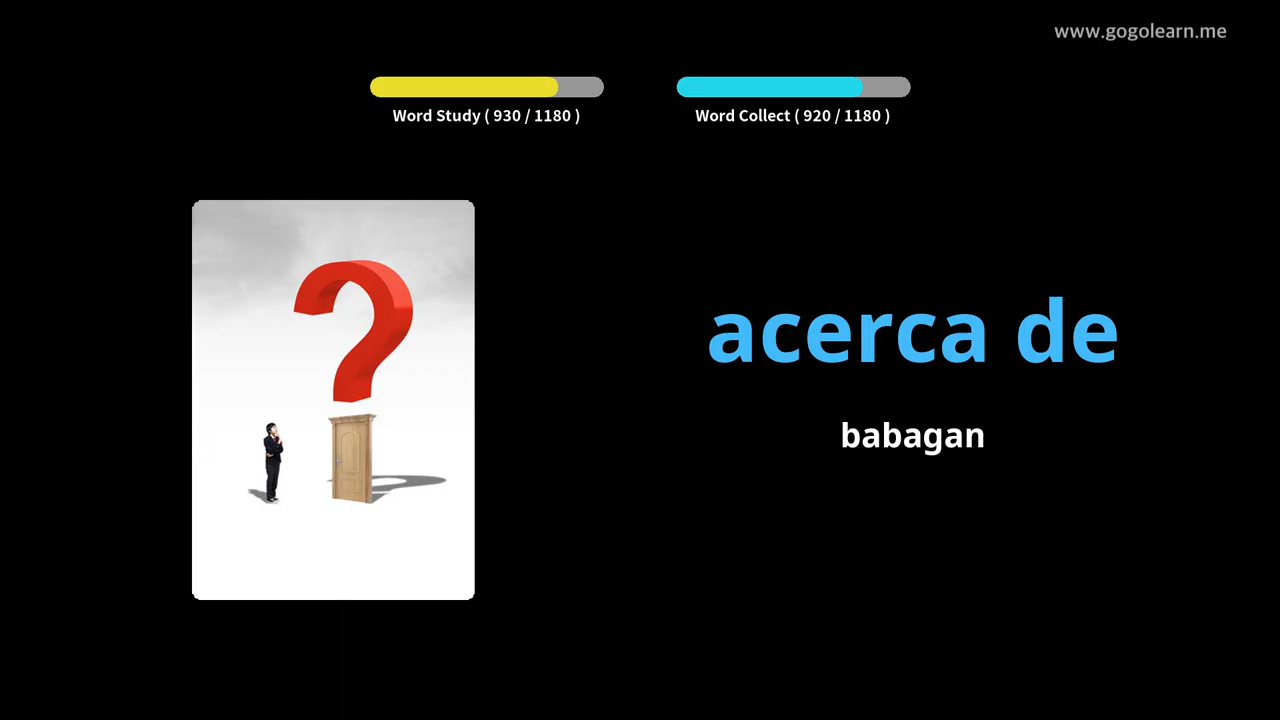 www.gogolearn.me
Word Study ( 930 / 1180 )
Word Collect ( 920 / 1180 )
acerca de
babagan